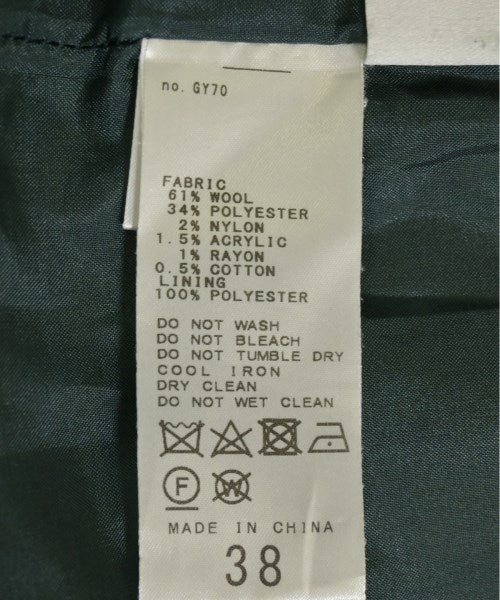 no. GY70
FABRIC
61% WOOL
34% POLYESTER
2% NYLON
1.5% ACRYLIC
1% RAYON
0.5% COTTON
LINING
100% POLYESTER
DO NOT WASH
DO NOT BLEACH
DO NOT TUMBLE DRY
COOL IRON
DRY CLEAN
DO NOT WET CLEAN
F W
MADE IN CHINA
38